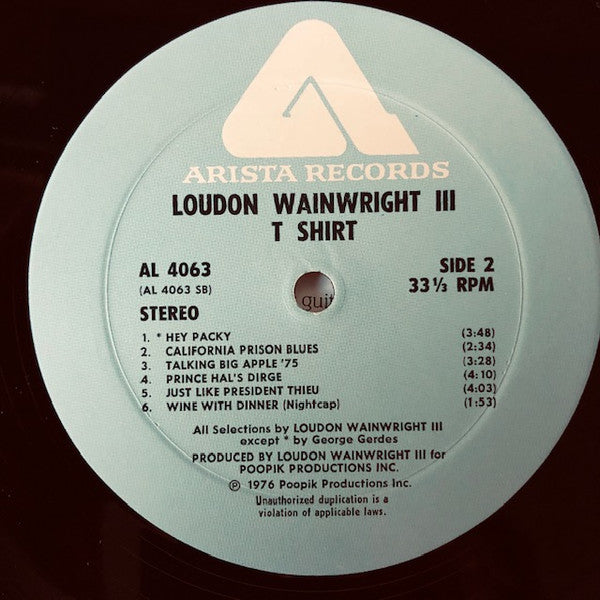 ARISTA RECORDS
LOUDON WAINWRIGHT III
T SHIRT
AL 4063
(AL 4063 SB)
STEREO
SIDE 2
33 1/3 RPM
guit
1. * HEY PACKY (3:48)
2. CALIFORNIA PRISON BLUES (2:34)
3. TALKING BIG APPLE '75 (3:28)
4. PRINCE HAL'S DIRGE (4:10)
5. JUST LIKE PRESIDENT THIEU (4:03)
6. WINE WITH DINNER (Nightcap) (1:53)
All Selections by LOUDON WAINWRIGHT III
except * by George Gerdes
PRODUCED BY LOUDON WAINWRIGHT III for
POOPIK PRODUCTIONS INC.
℗ 1976 Poopik Productions Inc.
Unauthorized duplication is a
violation of applicable laws.